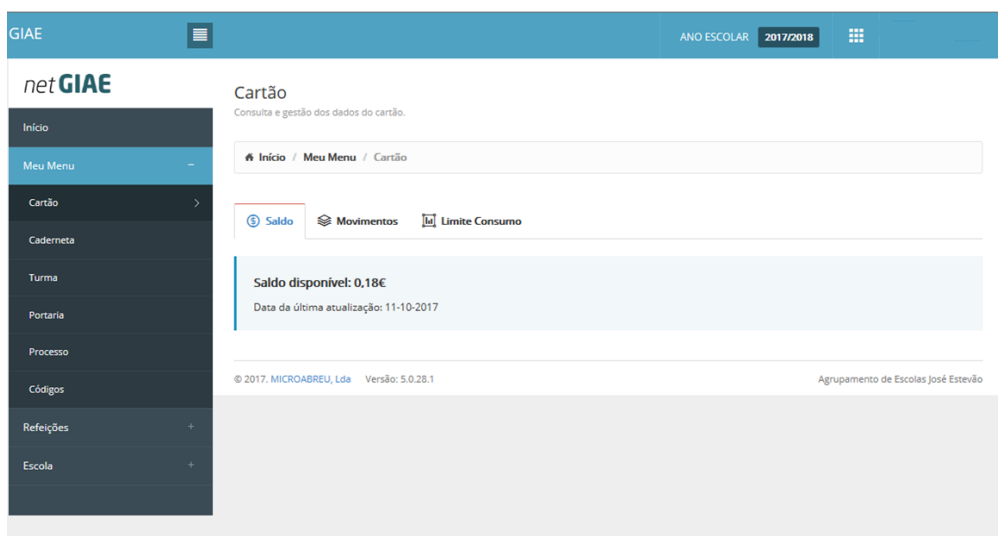 GIAE
ANO ESCOLAR 2017/2018
netGIAE
Início
Meu Menu
Cartão
Caderneta
Turma
Portaria
Processo
Códigos
Refeições
Escola
Cartão
Consulta e gestão dos dados do cartão.
Início / Meu Menu / Cartão
Saldo Movimentos Limite Consumo
Saldo disponível: 0,18€
Data da última atualização: 11-10-2017
© 2017. MICROABREU, Lda Versão: 5.0.28.1
Agrupamento de Escolas José Estevão